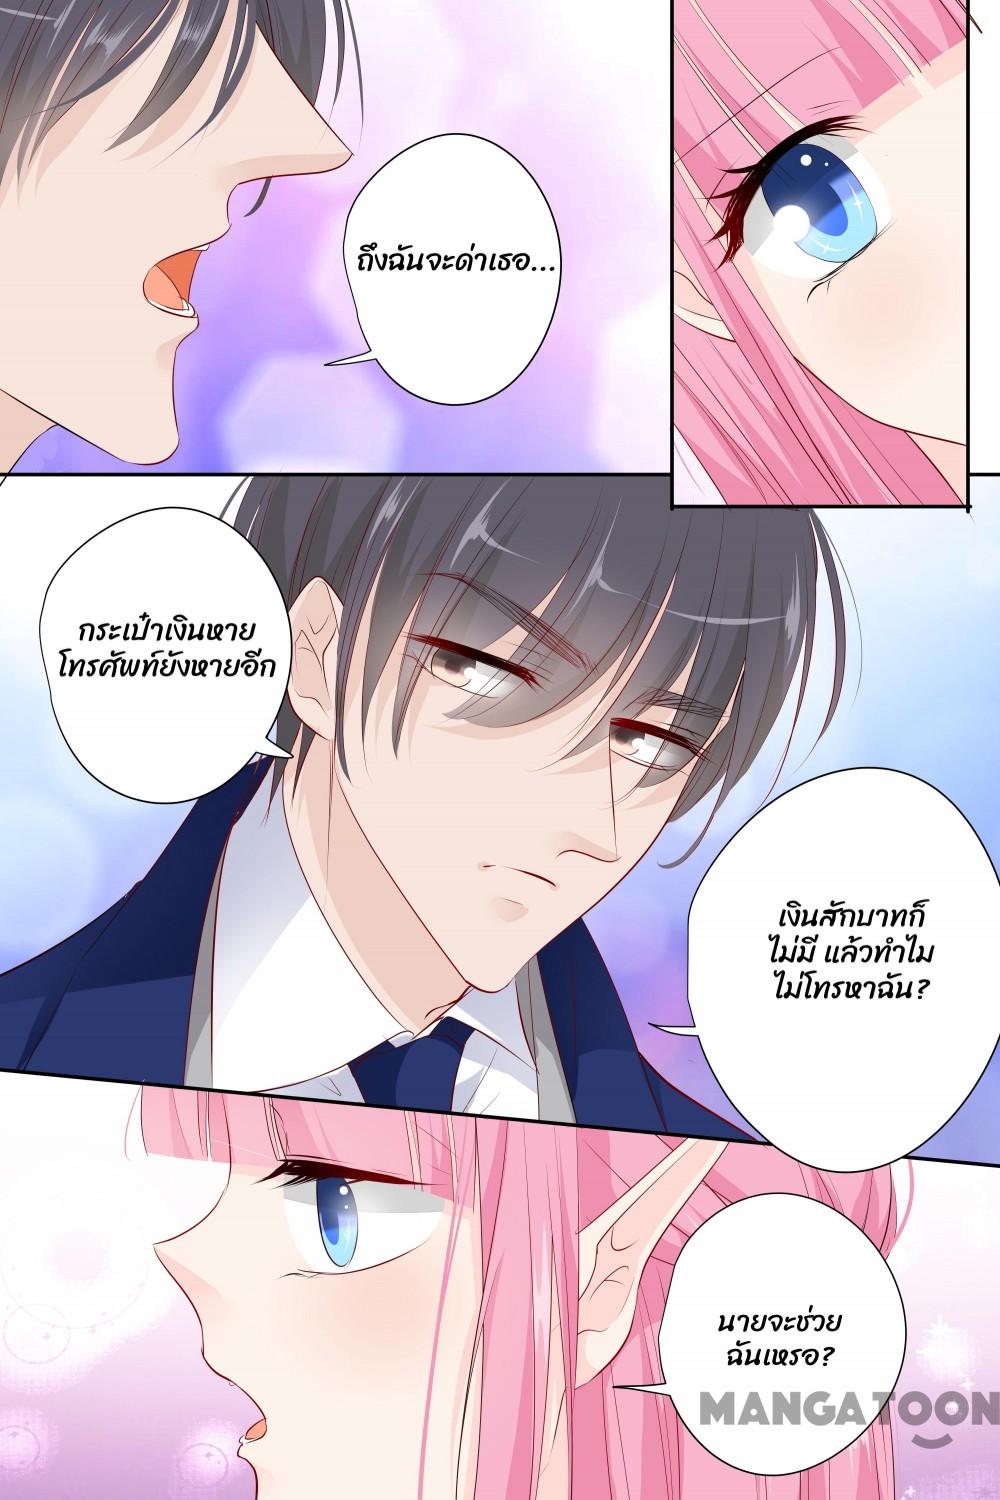 ถึงฉันจะด่าเธอ...
กระเป๋าเงินหาย
โทรศัพท์ยังหายอีก
เงินสักบาทก็
ไม่มี แล้วทำไม
ไม่โทรหาฉัน?
นายจะช่วย
ฉันเหรอ?
MANGATOON